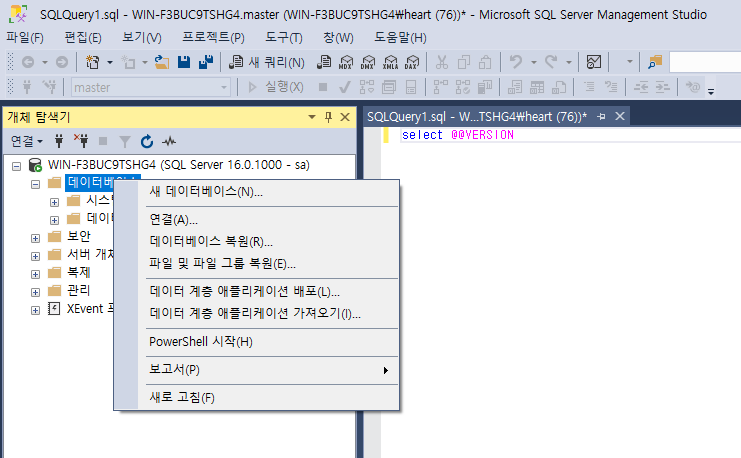 SQLQuery1.sql - WIN-F3BUC9TSHG4.master (WIN-F3BUC9TSHG4₩heart (76))* - Microsoft SQL Server Management Studio
파일(F) 편집(E) 보기(V) 프로젝트(P) 도구(T) 창(W) 도움말(H)
새 쿼리(N) MDX DMX XMLA DAX
master 실행(X)
개체 탐색기
SQLQuery1.sql - W...TSHG4₩heart (76))*
연결
select @@VERSION
WIN-F3BUC9TSHG4 (SQL Server 16.0.1000 - sa)
데이터베이스
시스
데이터
보안
서버 개체
복제
관리
XEvent 프
새 데이터베이스(N)...
연결(A)...
데이터베이스 복원(R)...
파일 및 파일 그룹 복원(E)...
데이터 계층 애플리케이션 배포(L)...
데이터 계층 애플리케이션 가져오기(I)...
PowerShell 시작(H)
보고서(P)
새로 고침(F)